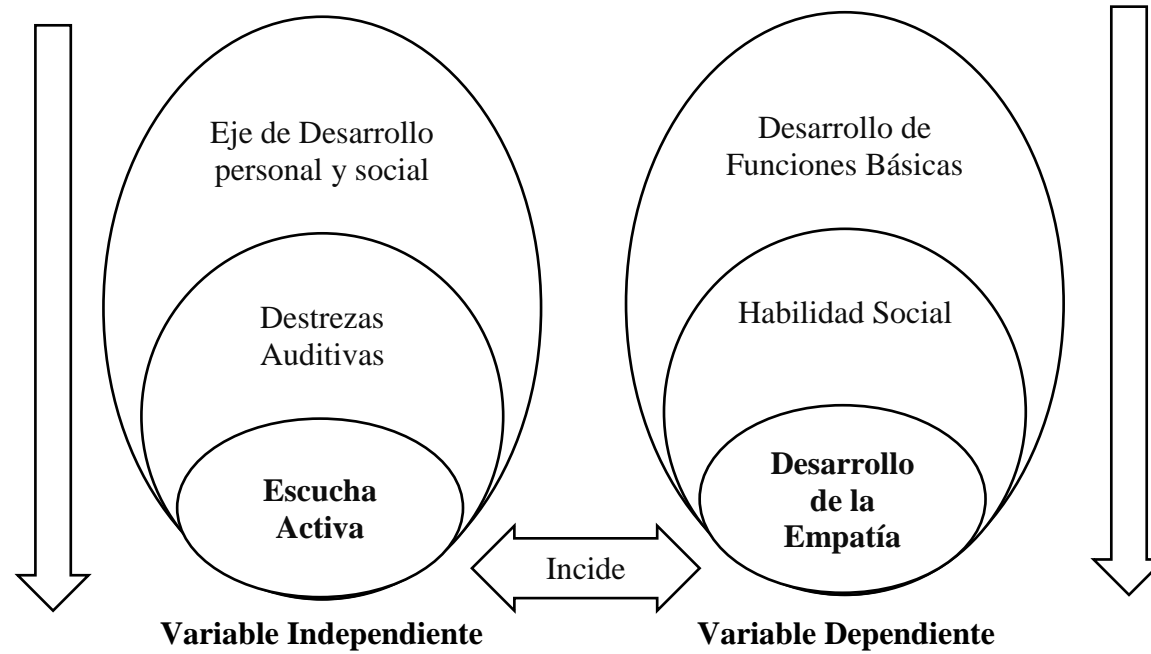 Eje de Desarrollo
personal y social
Destrezas
Auditivas
Escucha
Activa
Variable Independiente
Incide
Desarrollo de
Funciones Básicas
Habilidad Social
Desarrollo
de la
Empatía
Variable Dependiente